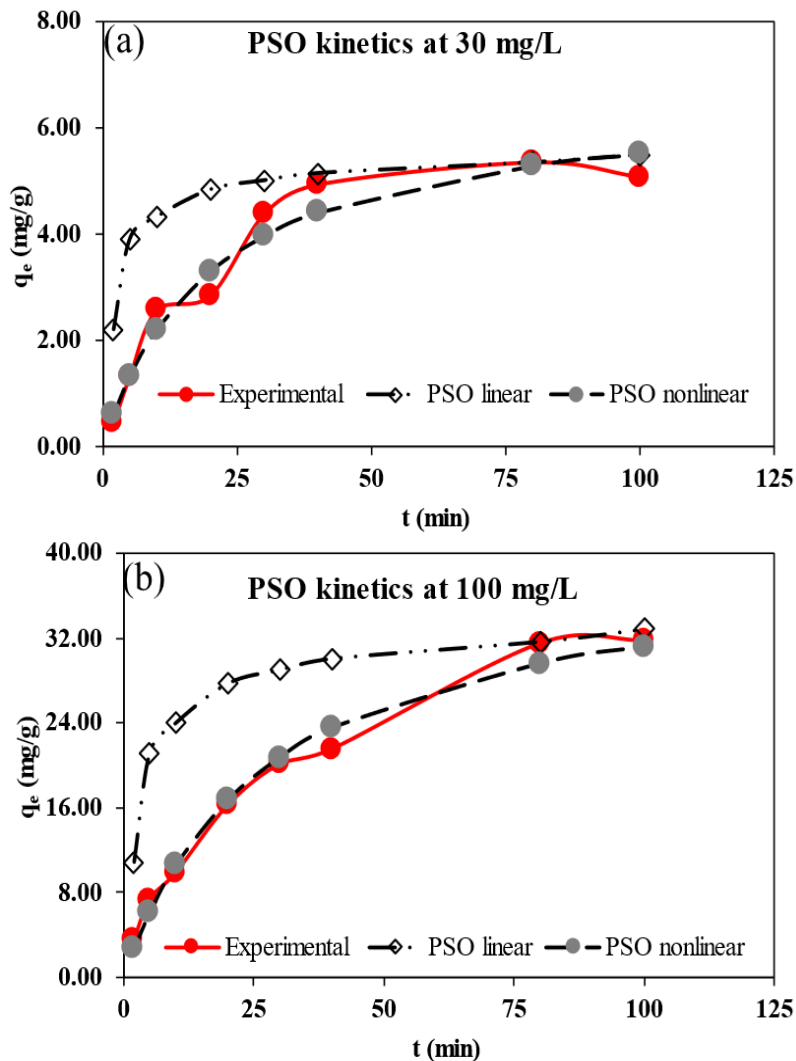 (a)
PSO kinetics at 30 mg/L
8.00
6.00
4.00
2.00
0.00
qe (mg/g)
Experimental PSO linear PSO nonlinear
0 25 50 75 100 125
t (min)
(b)
PSO kinetics at 100 mg/L
40.00
32.00
24.00
16.00
8.00
0.00
qe (mg/g)
Experimental PSO linear PSO nonlinear
0 25 50 75 100 125
t (min)